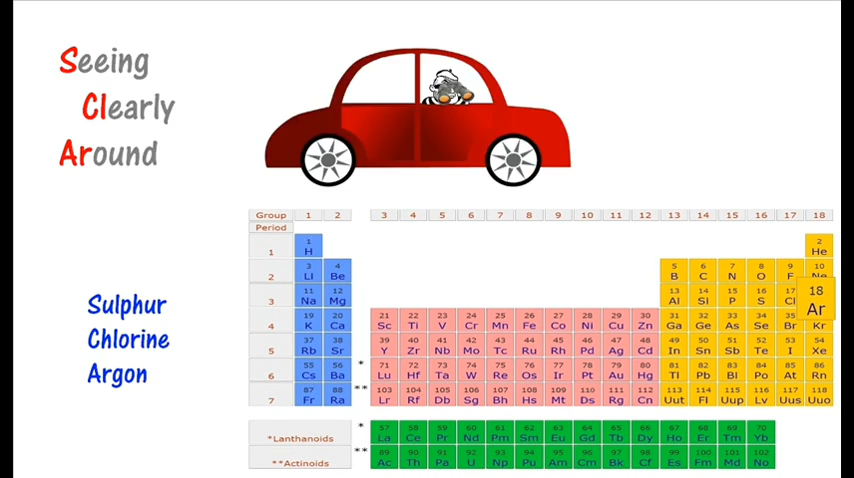 Seeing
Clearly
Around
Sulphur
Chlorine
Argon
Group 1 2 3 4 5 6 7 8 9 10 11 12 13 14 15 16 17 18
Period
1 2
1 H He
3 4 5 6 7 8 9 10
2 Li Be B C N O F Ne
11 12 13 14 15 16 17 18
3 Na Mg Al Si P S Cl Ar
19 20 21 22 23 24 25 26 27 28 29 30 31 32 33 34 35
4 K Ca Sc Ti V Cr Mn Fe Co Ni Cu Zn Ga Ge As Se Br Kr
37 38 39 40 41 42 43 44 45 46 47 48 49 50 51 52 53 54
5 Rb Sr Y Zr Nb Mo Tc Ru Rh Pd Ag Cd In Sn Sb Te I Xe
55 56 * 71 72 73 74 75 76 77 78 79 80 81 82 83 84 85 86
6 Cs Ba Lu Hf Ta W Re Os Ir Pt Au Hg Tl Pb Bi Po At Rn
87 88 ** 103 104 105 106 107 108 109 110 111 112 113 114 115 116 117 118
7 Fr Ra Lr Rf Db Sg Bh Hs Mt Ds Rg Cn Uut Fl Uup Lv Uus Uuo
* 57 58 59 60 61 62 63 64 65 66 67 68 69 70
*Lanthanoids La Ce Pr Nd Pm Sm Eu Gd Tb Dy Ho Er Tm Yb
** 89 90 91 92 93 94 95 96 97 98 99 100 101 102
**Actinoids Ac Th Pa U Np Pu Am Cm Bk Cf Es Fm Md No